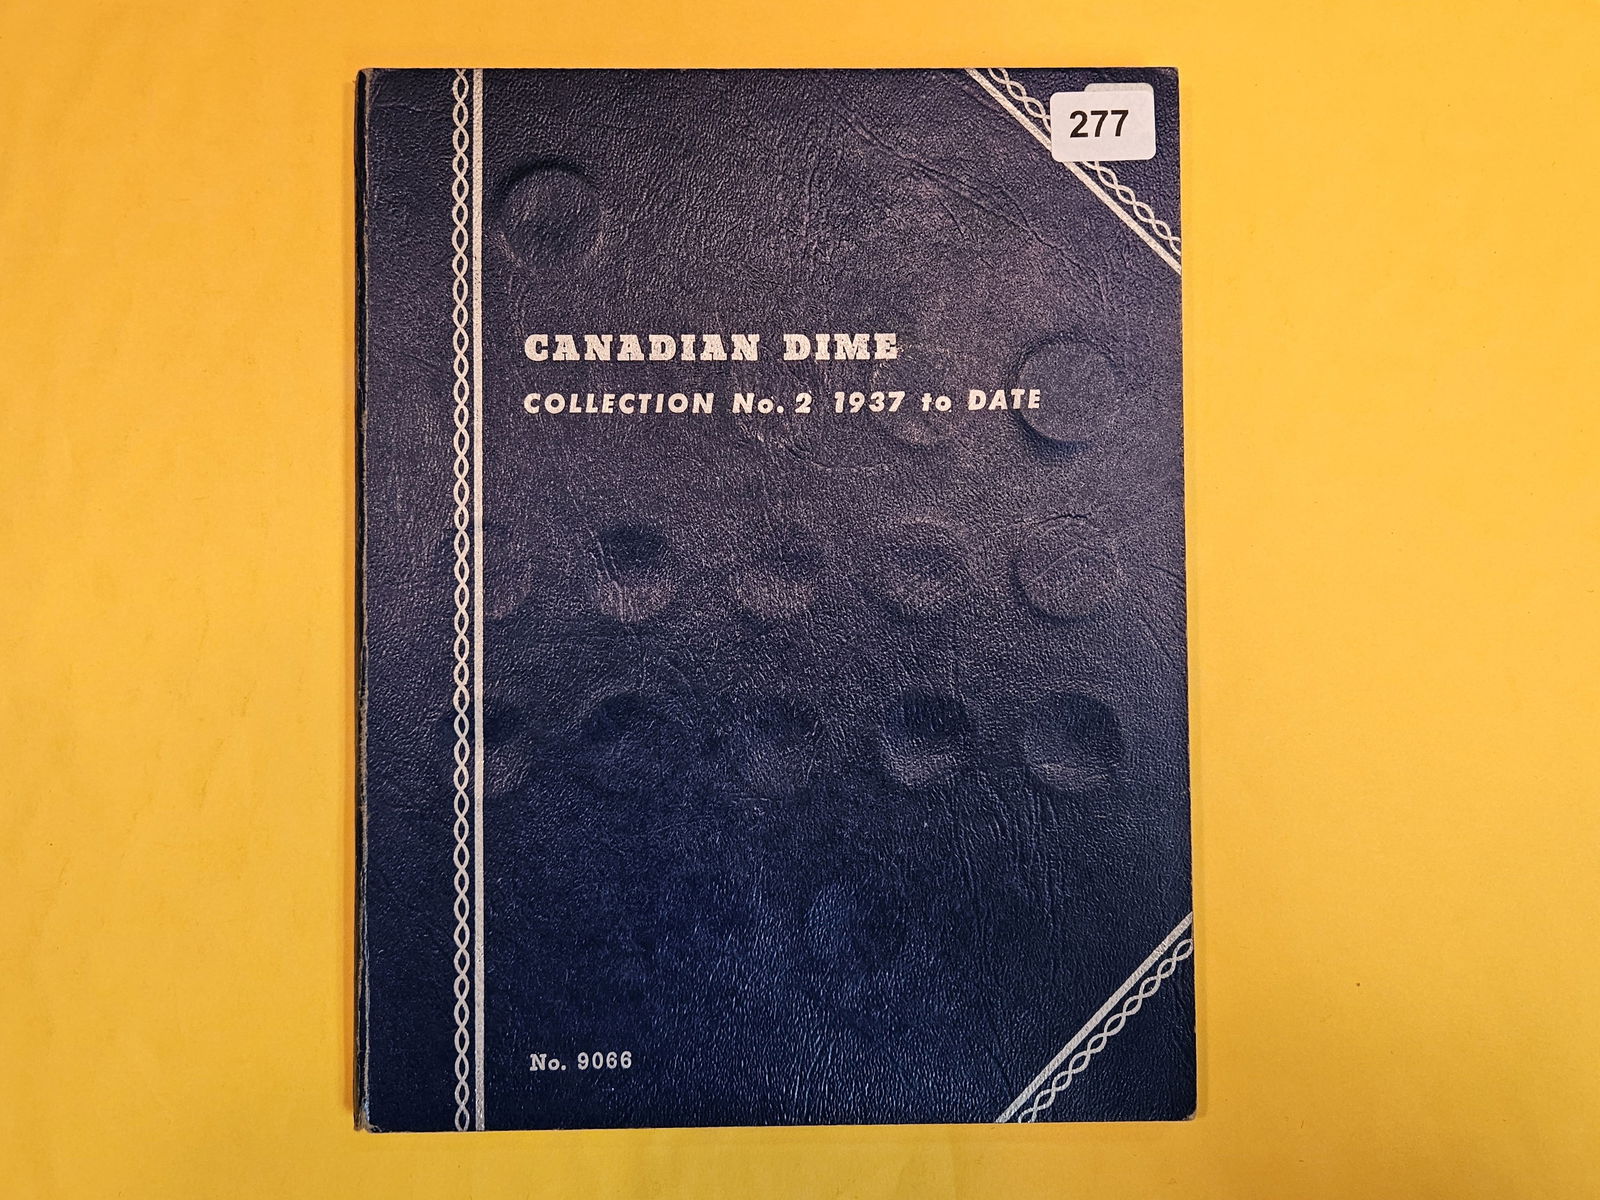 277
CANADIAN DIME
COLLECTION No. 2 1937 to DATE
No. 9066